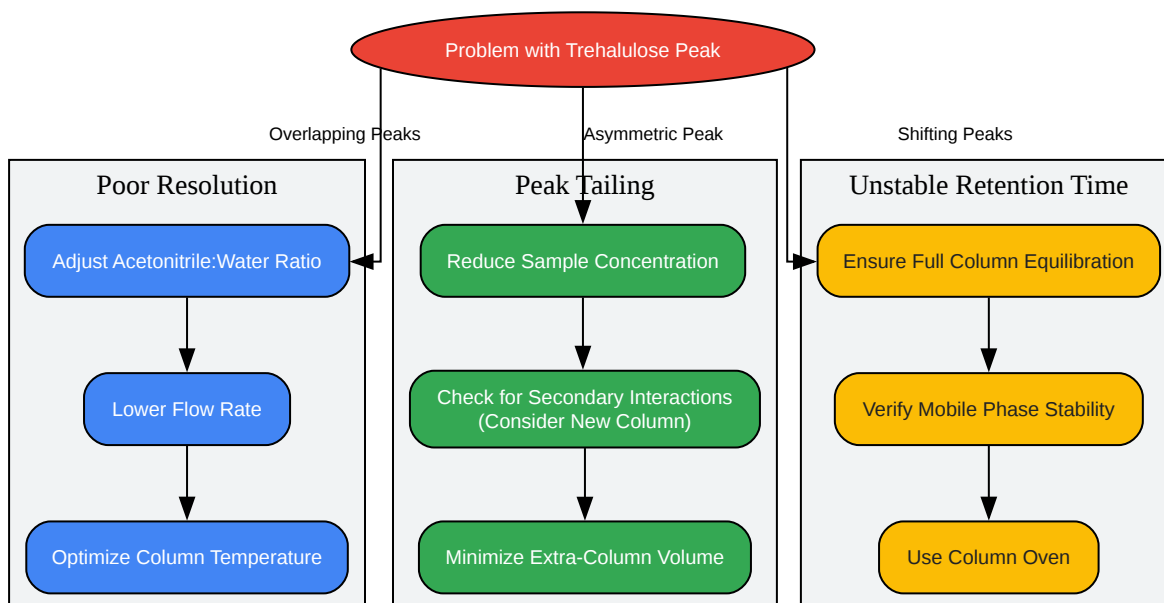 Problem with Trehalulose Peak
Overlapping Peaks
Asymmetric Peak
Shifting Peaks
Poor Resolution
Adjust Acetonitrile:Water Ratio
Lower Flow Rate
Optimize Column Temperature
Peak Tailing
Reduce Sample Concentration
Check for Secondary Interactions
(Consider New Column)
Minimize Extra-Column Volume
Unstable Retention Time
Ensure Full Column Equilibration
Verify Mobile Phase Stability
Use Column Oven